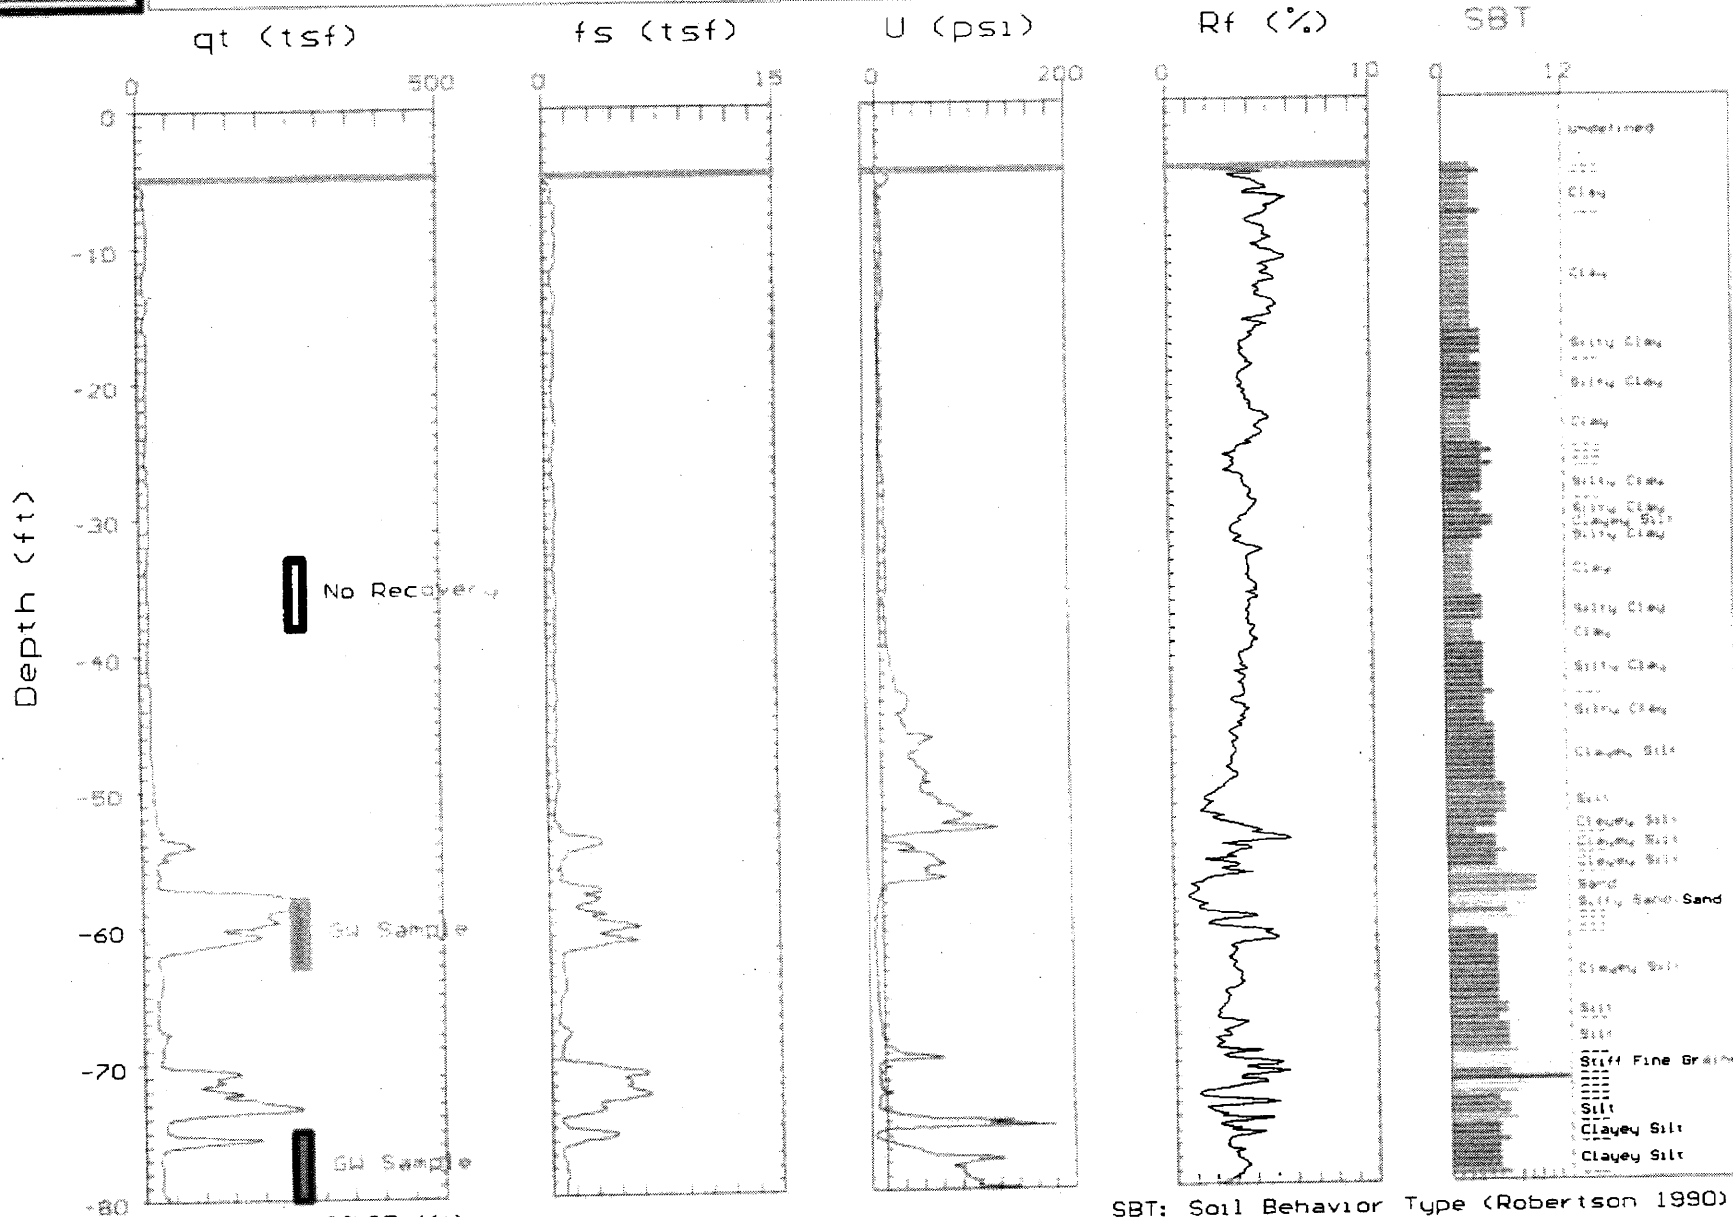 qt (tsf)
fs (tsf)
U (psi)
Rf (%)
SBT
0 500
0 15
0 200
0 10
0 12
Depth (ft)
0
-10
-20
-30
-40
-50
-60
-70
-80
No Recovery
GW Sample
GW Sample
undefined
Clay
Clay
Silty Clay
Silty Clay
Clay
Silty Clay
Silty Clay
Clayey Silt
Silty Clay
Clay
Silty Clay
Clay
Silty Clay
Silty Clay
Clayey Silt
Silt
Clayey Silt
Clayey Silt
Clayey Silt
Sand
Silty Sand/Sand
Clayey Silt
Silt
Silt
Stiff Fine Grain
Silt
Clayey Silt
Clayey Silt
SBT: Soil Behavior Type (Robertson 1990)